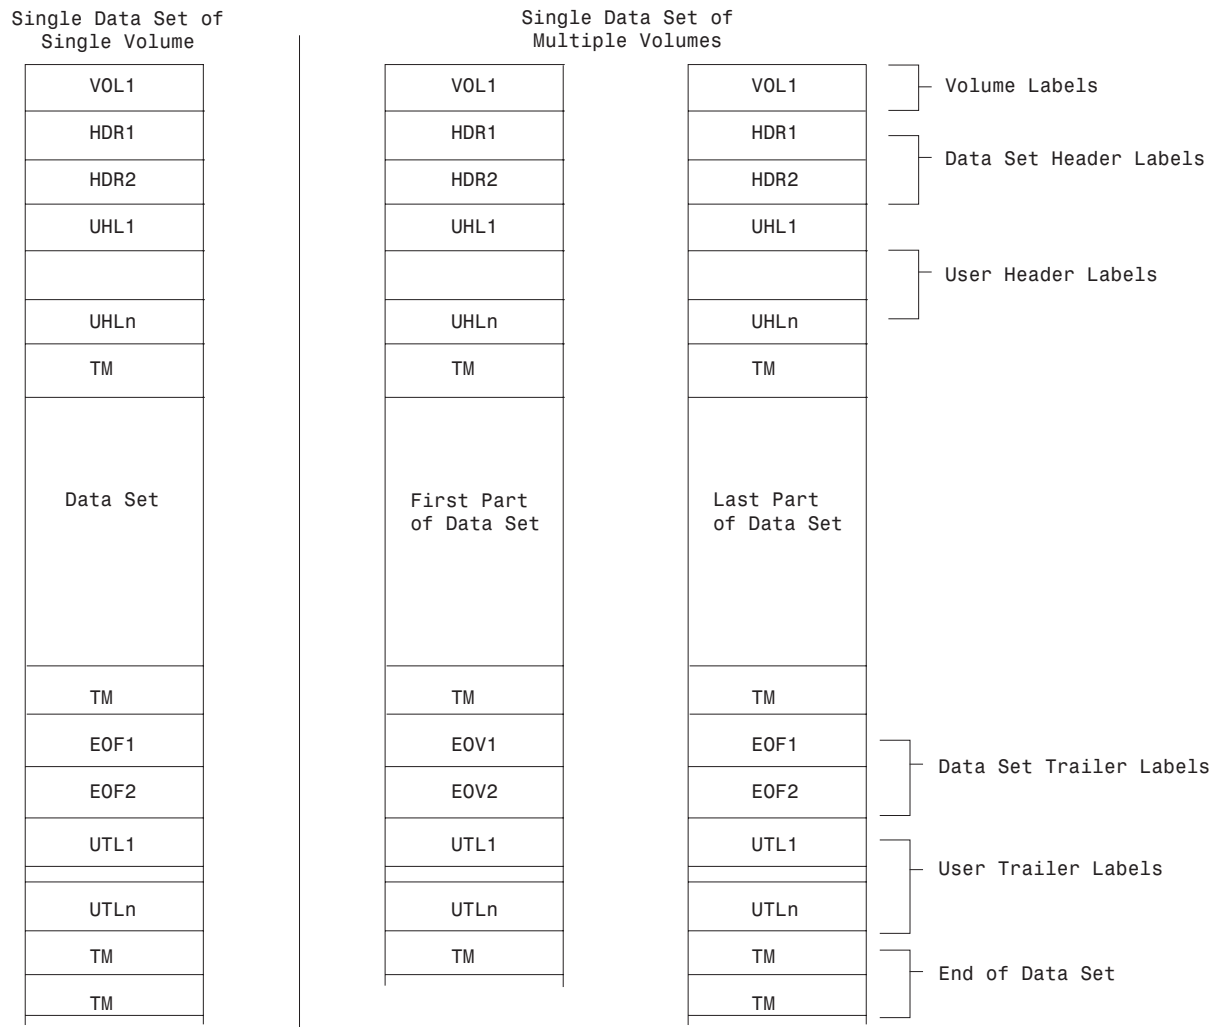 Single Data Set of
Single Volume
Single Data Set of
Multiple Volumes
VOL1
VOL1
VOL1
Volume Labels
HDR1
HDR1
HDR1
Data Set Header Labels
HDR2
HDR2
HDR2
UHL1
UHL1
UHL1
User Header Labels
UHLn
UHLn
UHLn
TM
TM
TM
Data Set
First Part
of Data Set
Last Part
of Data Set
TM
TM
TM
EOF1
EOV1
EOF1
Data Set Trailer Labels
EOF2
EOV2
EOF2
UTL1
UTL1
UTL1
User Trailer Labels
UTLn
UTLn
UTLn
TM
TM
TM
End of Data Set
TM
TM